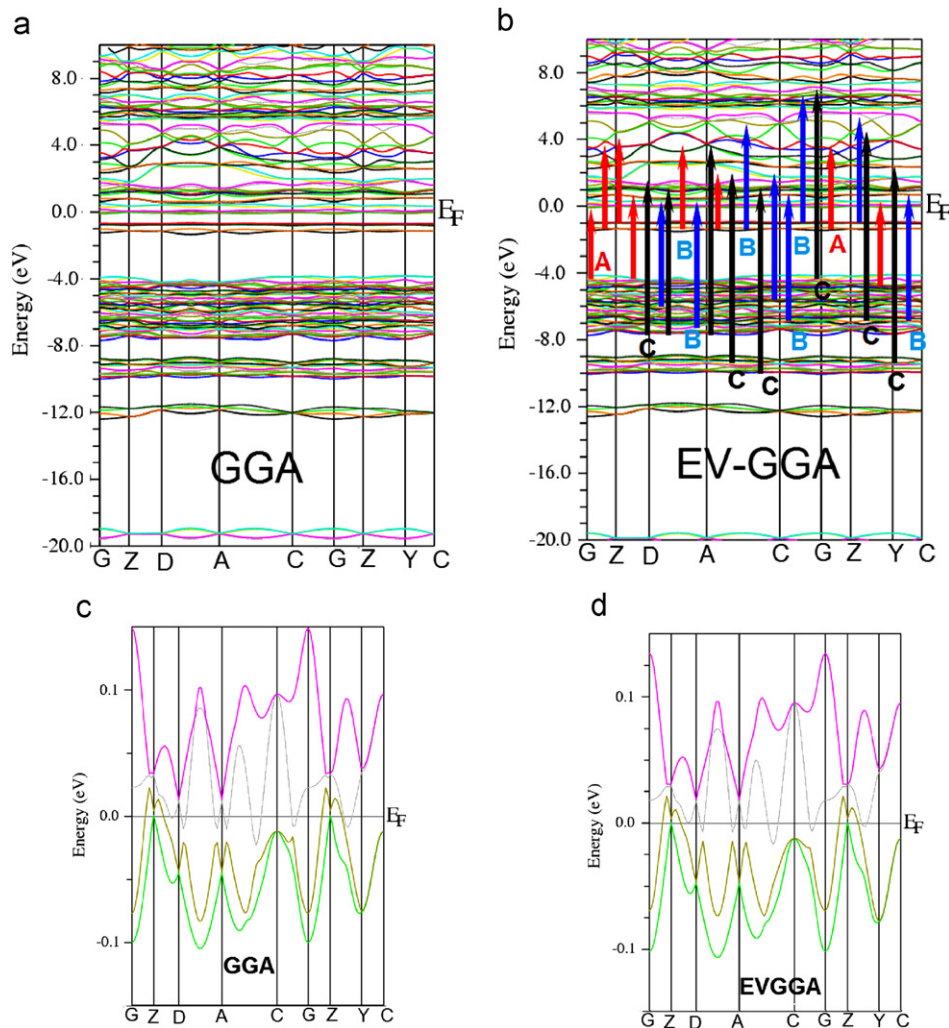 a
8.0
4.0
0.0
-4.0
-8.0
-12.0
-16.0
-20.0
Energy (eV)
EF
GGA
G Z D A C G Z Y C
b
8.0
4.0
0.0
-4.0
-8.0
-12.0
-16.0
-20.0
Energy (eV)
EF
A
B
B
B
A
C
C
B
C
C
B
C
C
B
EV-GGA
G Z D A C G Z Y C
c
0.1
0.0
-0.1
Energy (eV)
EF
GGA
G Z D A C G Z Y C
d
0.1
0.0
-0.1
Energy (eV)
EF
EVGGA
G Z D A C G Z Y C